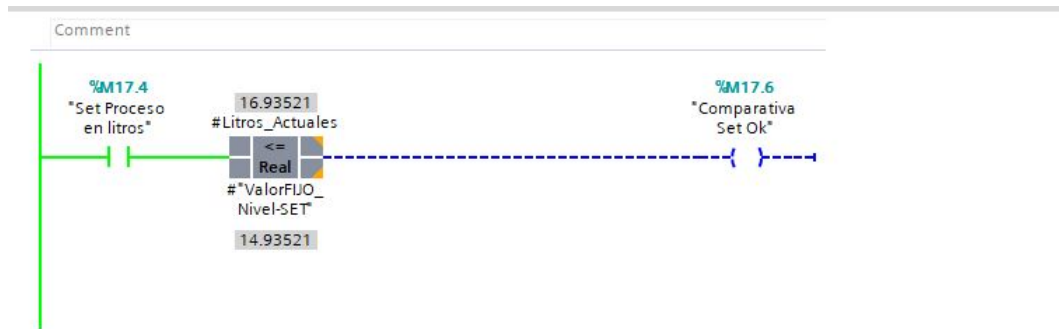 Comment
%M17.4
"Set Proceso
en litros"
16.93521
#Litros_Actuales
<=
Real
#"ValorFIJO_
Nivel-SET"
14.93521
%M17.6
"Comparativa
Set Ok"